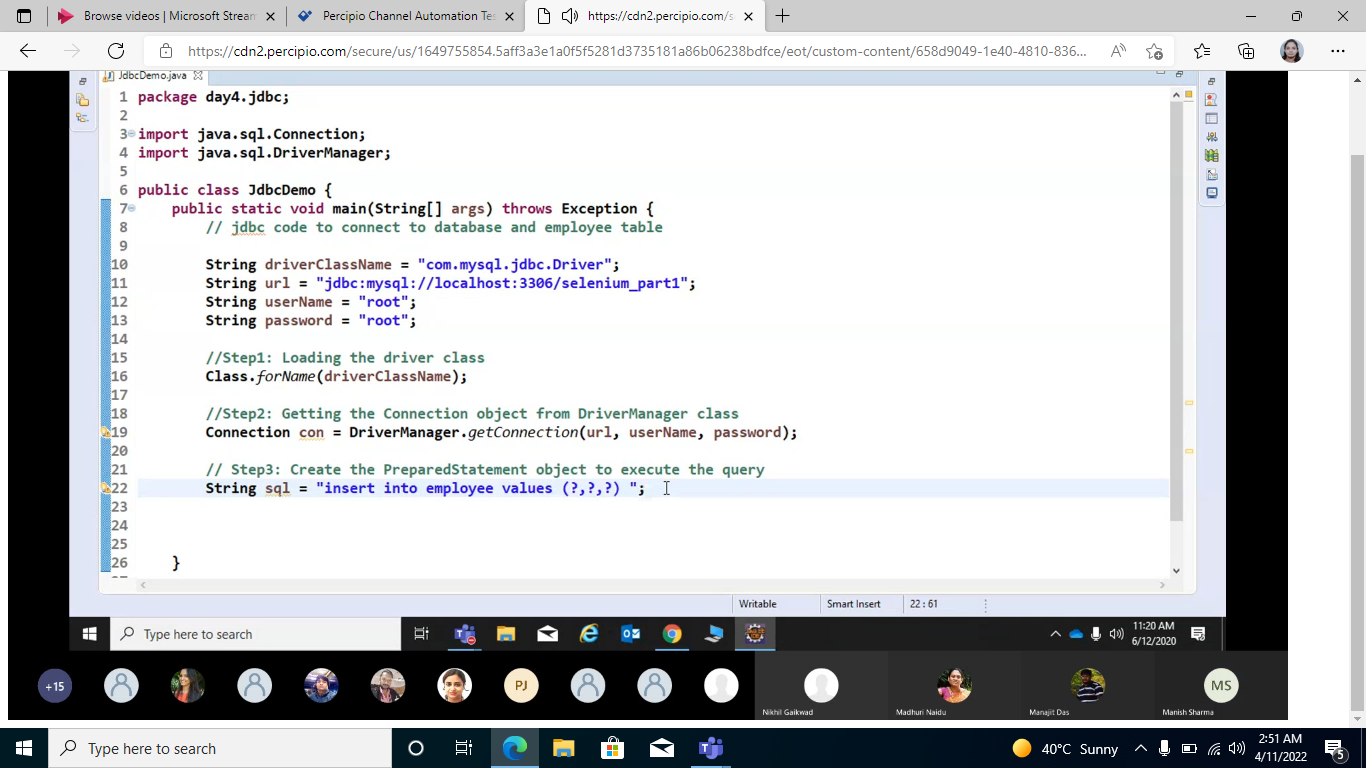 Browse videos | Microsoft Stream
Percipio Channel Automation Tes
https://cdn2.percipio.com/s
https://cdn2.percipio.com/secure/us/1649755854.5aff3a3e1a0f5f5281d3735181a86b06238bdfce/eot/custom-content/658d9049-1e40-4810-836...
JdbcDemo.java
1 package day4.jdbc;
2
3 import java.sql.Connection;
4 import java.sql.DriverManager;
5
6 public class JdbcDemo {
7 public static void main(String[] args) throws Exception {
8 // jdbc code to connect to database and employee table
9
10 String driverClassName = "com.mysql.jdbc.Driver";
11 String url = "jdbc:mysql://localhost:3306/selenium_part1";
12 String userName = "root";
13 String password = "root";
14
15 //Step1: Loading the driver class
16 Class.forName(driverClassName);
17
18 //Step2: Getting the Connection object from DriverManager class
19 Connection con = DriverManager.getConnection(url, userName, password);
20
21 // Step3: Create the PreparedStatement object to execute the query
22 String sql = "insert into employee values (?,?,?) ";
23
24
25
26 }
Writable Smart Insert 22 : 61
Type here to search
11:20 AM
6/12/2020
+15
PJ
MS
Nikhil Gaikwad Madhuri Naidu Manajit Das Manish Sharma
Type here to search
40°C Sunny
2:51 AM
4/11/2022
5